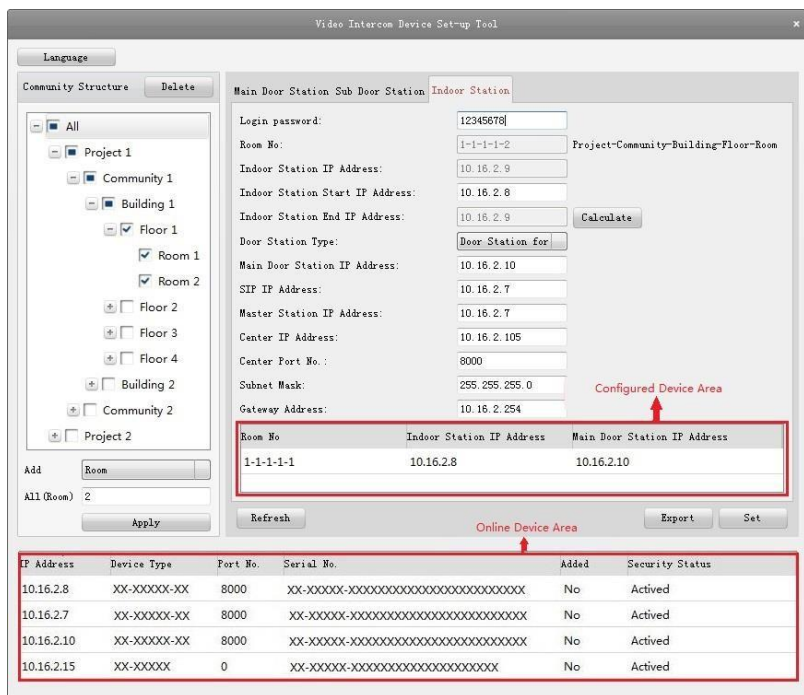 Video Intercom Device Set-up Tool
Language
Community Structure Delete
All
Project 1
Community 1
Building 1
Floor 1
Room 1
Room 2
Floor 2
Floor 3
Floor 4
Building 2
Community 2
Project 2
Add Room
All(Room) 2
Apply
Main Door Station Sub Door Station Indoor Station
Login password: 12345678
Room No: 1-1-1-1-2 Project-Community-Building-Floor-Room
Indoor Station IP Address: 10.16.2.9
Indoor Station Start IP Address: 10.16.2.8
Indoor Station End IP Address: 10.16.2.9 Calculate
Door Station Type: Door Station for
Main Door Station IP Address: 10.16.2.10
SIP IP Address: 10.16.2.7
Master Station IP Address: 10.16.2.7
Center IP Address: 10.16.2.105
Center Port No.: 8000
Subnet Mask: 255.255.255.0
Configured Device Area
Gateway Address: 10.16.2.254
Room No Indoor Station IP Address Main Door Station IP Address
1-1-1-1-1 10.16.2.8 10.16.2.10
Refresh Export Set
Online Device Area
IP Address Device Type Port No. Serial No. Added Security Status
10.16.2.8 XX-XXXXX-XX 8000 XX-XXXXX-XXXXXXXXXXXXXXXXXXXXXXXX No Actived
10.16.2.7 XX-XXXXX-XX 8000 XX-XXXXX-XXXXXXXXXXXXXXXXXXXXXXXX No Actived
10.16.2.10 XX-XXXXX-XX 8000 XX-XXXXX-XXXXXXXXXXXXXXXXXXXXXXXX No Actived
10.16.2.15 XX-XXXXX 0 XX-XXXXX-XXXXXXXXXXXXXXXXXXXX No Actived